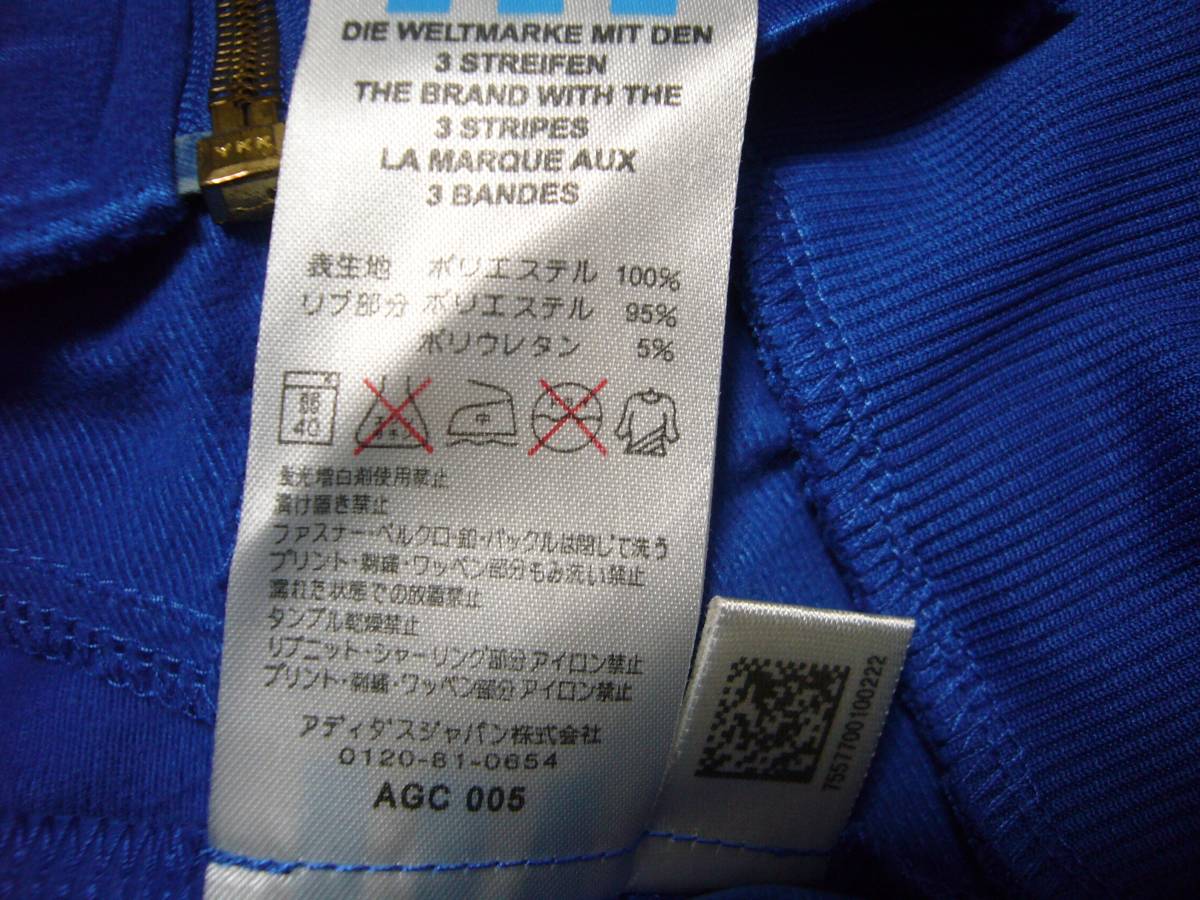 YKK
DIE WELTMARKE MIT DEN
3 STREIFEN
THE BRAND WITH THE
3 STRIPES
LA MARQUE AUX
3 BANDES
表生地 ポリエステル 100%
リブ部分 ポリエステル 95%
ポリウレタン 5%
40
中
蛍光増白剤使用禁止
漬け置き禁止
ファスナー・ベルクロ・釦・バックルは閉じて洗う
プリント・刺繍・ワッペン部分もみ洗い禁止
濡れた状態での放置禁止
タンブル乾燥禁止
リブニット・シャーリング部分アイロン禁止
プリント・刺繍・ワッペン部分アイロン禁止
アディダスジャパン株式会社
0120-81-0654
AGC 005
7557700100222